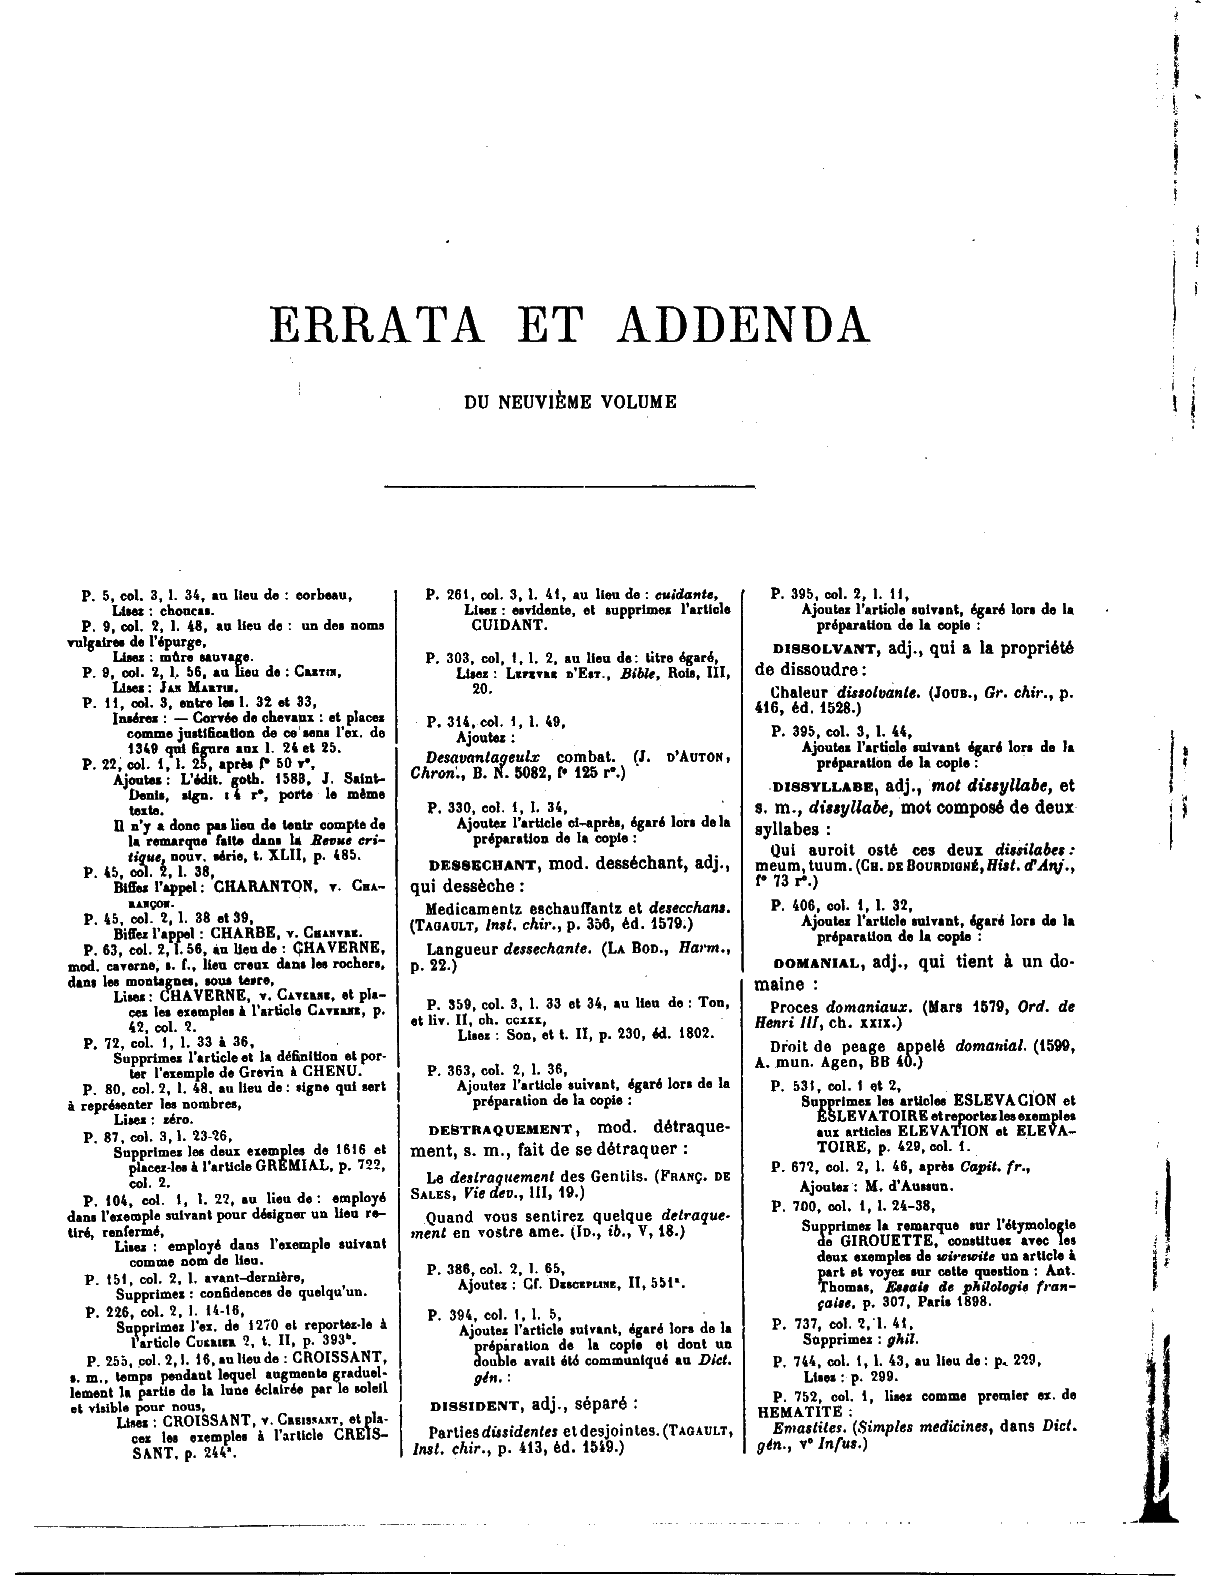 ERRATA ET ADDENDA
DU NEUVIÈME VOLUME
P. 5, col. 3, l. 34, au lieu de : corbeau,
Lisez : choucas.
P. 9, col. 2, l. 48, au lieu de : un des noms
vulgaires de l'épurge,
Lisez : mûre sauvage.
P. 9, col. 2, l. 56, au lieu de : CARTIN,
Lisez : JAN MARTIN.
P. 11, col. 3, entre les l. 32 et 33,
Insérez : — Corvée de chevaux : et placez
comme justification de ce sens l'ex. de
1349 qui figure aux l. 24 et 25.
P. 22, col. 1, l. 25, après f° 50 v°,
Ajoutez : L'édit. goth. 1588, J. Saint-
Denis, sign. 4 r°, porte le même
texte.
Il n'y a donc pas lieu de tenir compte de
la remarque faite dans la Revue cri-
tique, nouv. série, t. XLII, p. 485.
P. 45, col. 2, l. 38,
Biffez l'appel : CHARANTON, v. CHA-
RANÇON.
P. 45, col. 2, l. 38 et 39,
Biffez l'appel : CHARBE, v. CHANVRE.
P. 63, col. 2, l. 56, au lieu de : CHAVERNE,
mod. caverne, s. f., lieu creux dans les rochers,
dans les montagnes, sous terre,
Lisez : CHAVERNE, v. CAVERNE, et pla-
cez les exemples à l'article CAVERNE, p.
42, col. 2.
P. 72, col. 1, l. 33 à 36,
Supprimez l'article et la définition et por-
ter l'exemple de Grevin à CHENU.
P. 80, col. 2, l. 48, au lieu de : signe qui sert
à représenter les nombres,
Lisez : zéro.
P. 87, col. 3, l. 23-26,
Supprimez les deux exemples de 1616 et
placez-les à l'article GREMIAL, p. 722,
col. 2.
P. 104, col. 1, l. 22, au lieu de : employé
dans l'exemple suivant pour désigner un lieu re-
tiré, renfermé,
Lisez : employé dans l'exemple suivant
comme nom de lieu.
P. 151, col. 2, l. avant-dernière,
Supprimez : confidences de quelqu'un.
P. 226, col. 2, l. 14-16,
Supprimez l'ex. de 1270 et reportez-le à
l'article CURRIER 2, t. II, p. 393ᵇ.
P. 255, col. 2, l. 16, au lieu de : CROISSANT,
s. m., temps pendant lequel augmente graduel-
lement la partie de la lune éclairée par le soleil
et visible pour nous,
Lisez : CROISSANT, v. CREISSANT, et pla-
cez les exemples à l'article CREIS-
SANT, p. 244ᵃ.
P. 261, col. 3, l. 41, au lieu de : cuidante,
Lisez : esvidente, et supprimez l'article
CUIDANT.
P. 303, col, 1, l. 2, au lieu de : titre égaré,
Lisez : LEFEVRE D'EST., Bible, Rois, III,
20.
P. 314, col. 1, l. 49,
Ajoutez :
Desavantageulx combat. (J. D'AUTON,
Chron., B. N. 5082, f° 125 r°.)
P. 330, col. 1, l. 34,
Ajoutez l'article ci-après, égaré lors de la
préparation de la copie :
DESSECHANT, mod. desséchant, adj.,
qui dessèche :
Medicamentz eschauffantz et desecchans.
(TAGAULT, Inst. chir., p. 356, éd. 1579.)
Langueur dessechante. (LA BOD., Harm.,
p. 22.)
P. 359, col. 3, l. 33 et 34, au lieu de : Ton,
et liv. II, ch. CCXXX,
Lisez : Son, et t. II, p. 230, éd. 1802.
P. 363, col. 2, l. 36,
Ajoutez l'article suivant, égaré lors de la
préparation de la copie :
DESTRAQUEMENT, mod. détraque-
ment, s. m., fait de se détraquer :
Le destraquement des Gentils. (FRANÇ. DE
SALES, Vie dev., III, 19.)
Quand vous sentirez quelque detraque-
ment en vostre ame. (ID., ib., V, 18.)
P. 386, col. 2, l. 65,
Ajoutez : Cf. DESCEPLINE, II, 551ᵃ.
P. 394, col. 1, l. 5,
Ajoutez l'article suivant, égaré lors de la
préparation de la copie et dont un
double avait été communiqué au Dict.
gén. :
DISSIDENT, adj., séparé :
Parties dissidentes et desjointes. (TAGAULT,
Inst. chir., p. 413, éd. 1549.)
P. 395, col. 2, l. 11,
Ajoutez l'article suivant, égaré lors de la
préparation de la copie :
DISSOLVANT, adj., qui a la propriété
de dissoudre :
Chaleur dissolvante. (JOUB., Gr. chir., p.
416, éd. 1528.)
P. 395, col. 3, l. 44,
Ajoutez l'article suivant égaré lors de la
préparation de la copie :
DISSYLLABE, adj., mot dissyllabe, et
s. m., dissyllabe, mot composé de deux
syllabes :
Qui auroit osté ces deux dissilabes :
meum, tuum. (CH. DE BOURDIGNÉ, Hist. d'Anj.,
f° 73 r°.)
P. 406, col. 1, l. 32,
Ajoutez l'article suivant, égaré lors de la
préparation de la copie :
DOMANIAL, adj., qui tient à un do-
maine :
Proces domaniaux. (Mars 1579, Ord. de
Henri III, ch. XXIX.)
Droit de peage appelé domanial. (1599,
A. mun. Agen, BB 40.)
P. 531, col. 1 et 2,
Supprimez les articles ESLEVACION et
ESLEVATOIRE et reportez les exemples
aux articles ELEVATION et ELEVA-
TOIRE, p. 429, col. 1.
P. 672, col. 2, l. 46, après Capit. fr.,
Ajoutez : M. d'Aussun.
P. 700, col. 1, l. 24-38,
Supprimez la remarque sur l'étymologie
de GIROUETTE, constituez avec les
deux exemples de wirewite un article à
part et voyez sur cette question : Ant.
Thomas, Essais de philologie fran-
çaise, p. 307, Paris 1898.
P. 737, col. 2, l. 41,
Supprimez : ghil.
P. 744, col. 1, l. 43, au lieu de : p. 229,
Lisez : p. 299.
P. 752, col. 1, lisez comme premier ex. de
HEMATITE :
Emastites. (Simples medicines, dans Dict.
gén., v° Infus.)